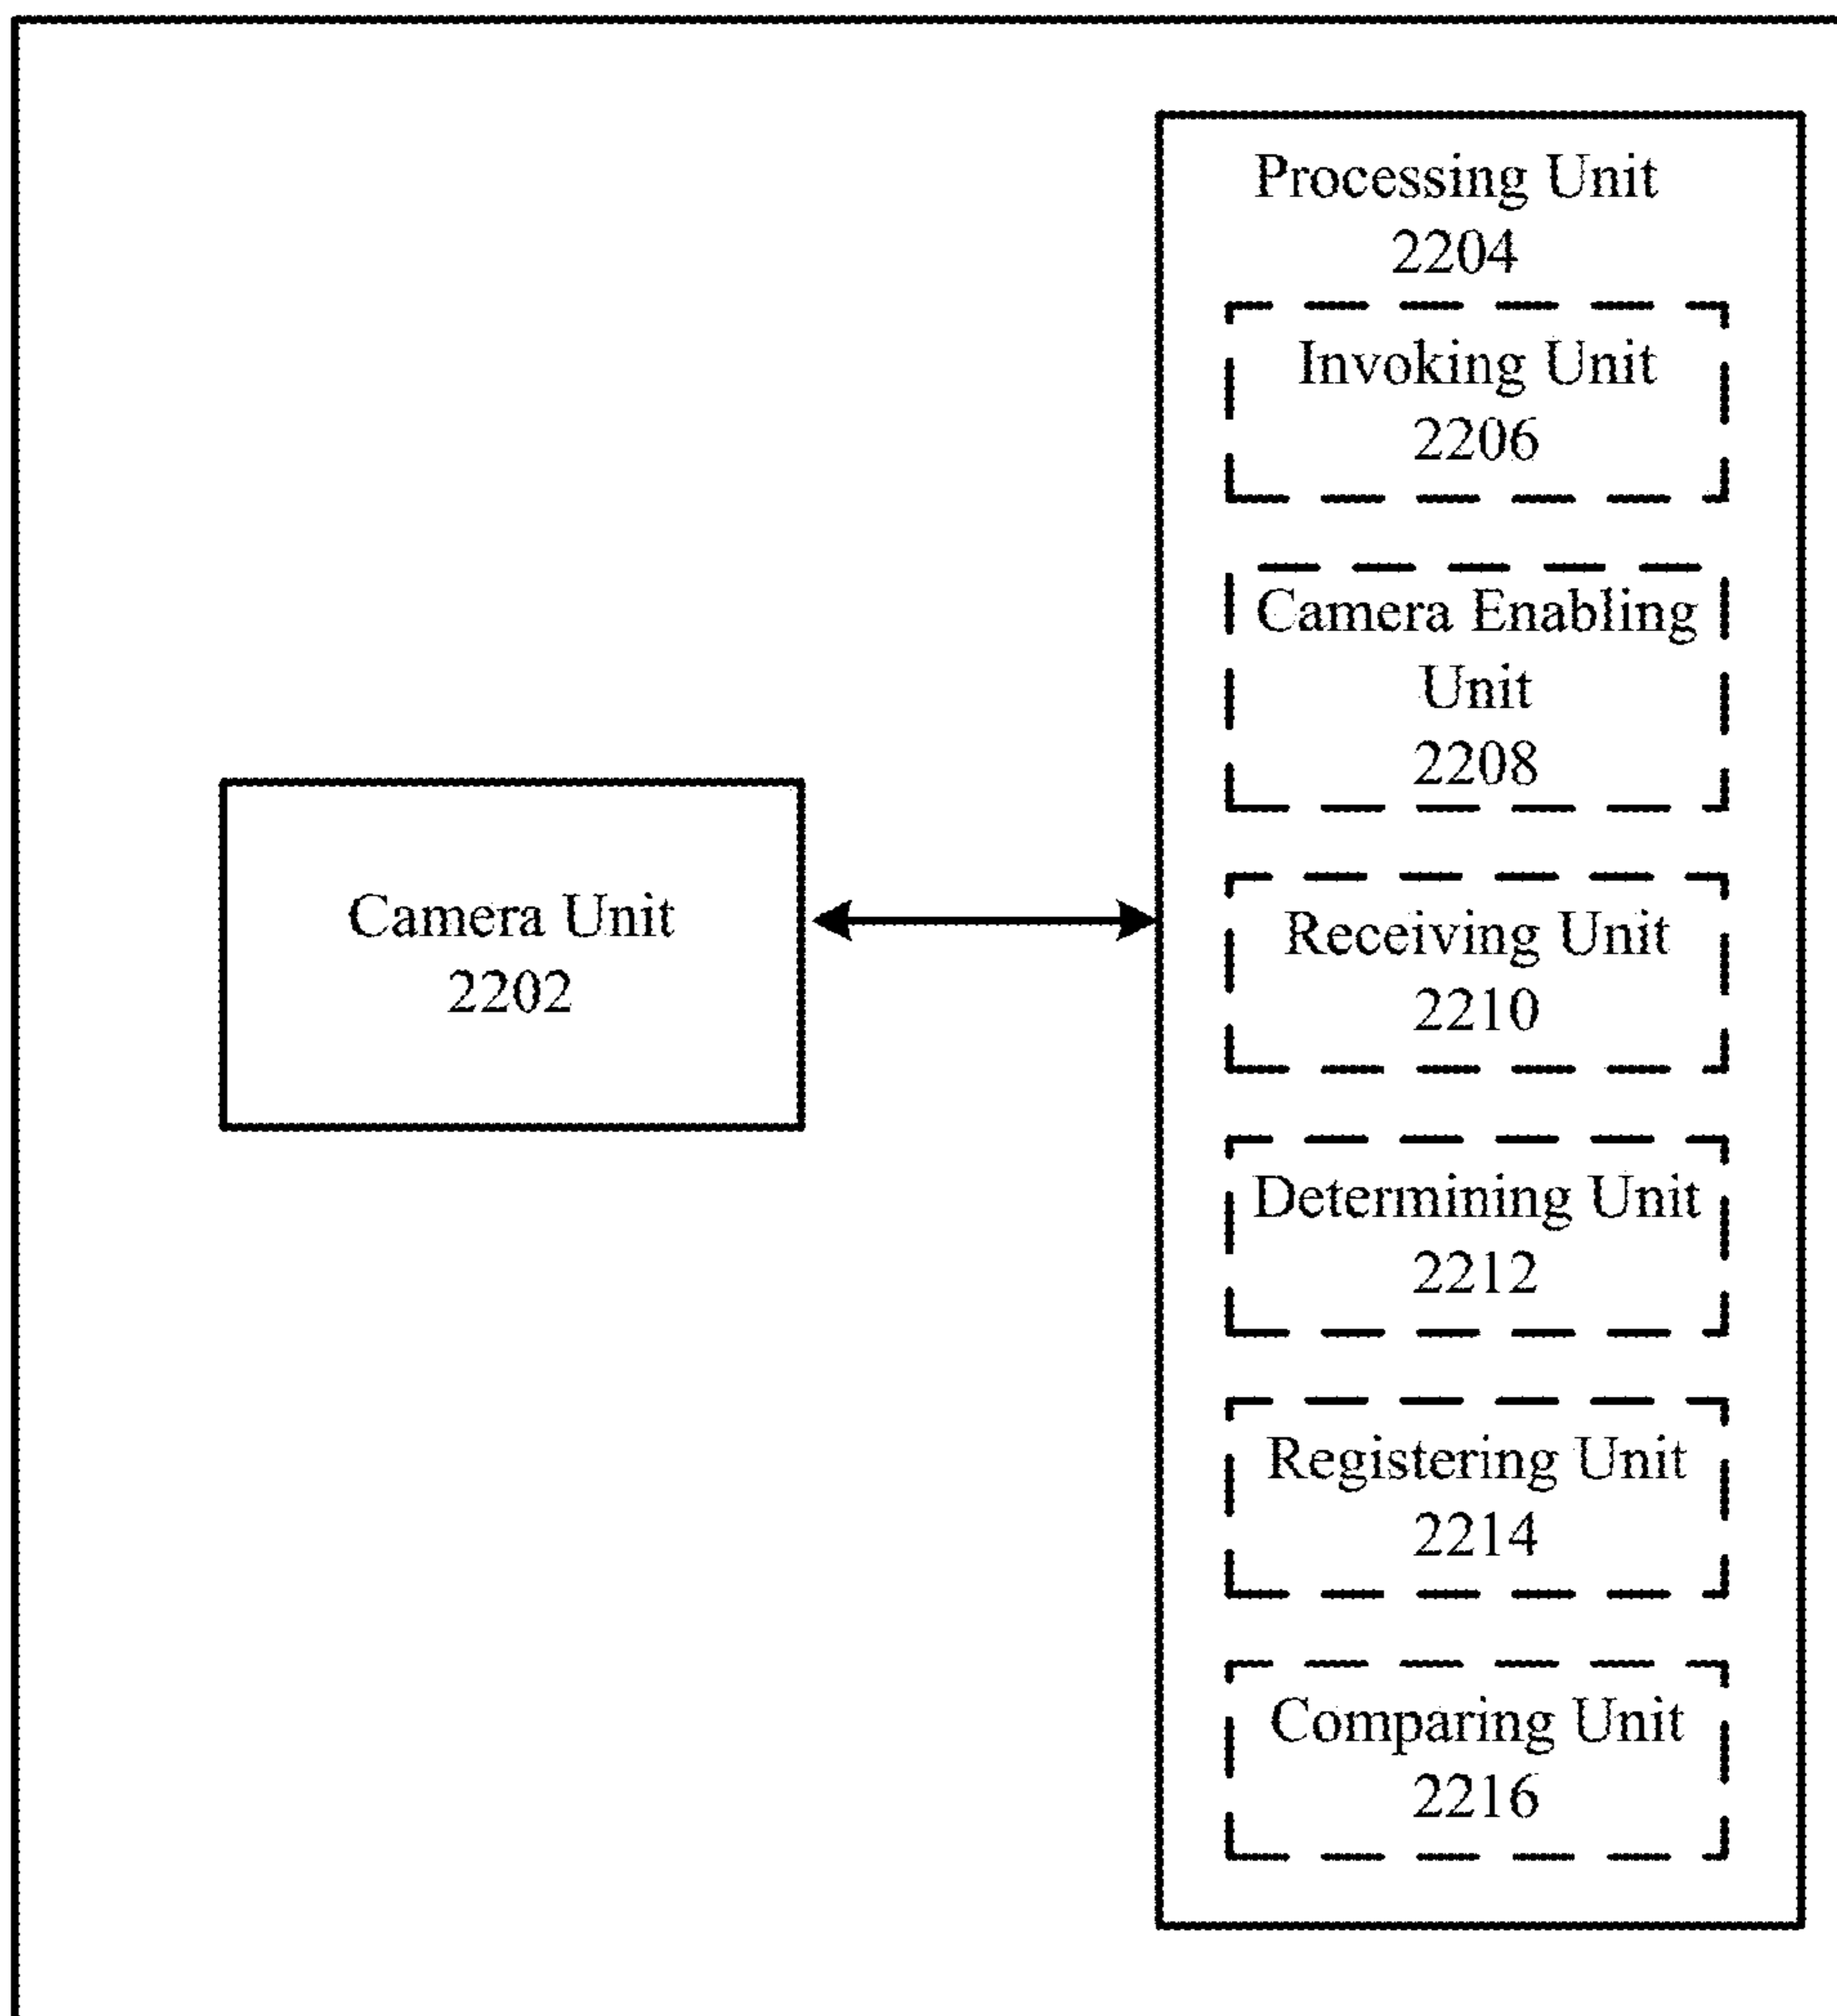 Processing Unit
2204
Invoking Unit
2206
Camera Enabling
Unit
2208
Camera Unit
2202
Receiving Unit
2210
Determining Unit
2212
Registering Unit
2214
Comparing Unit
2216